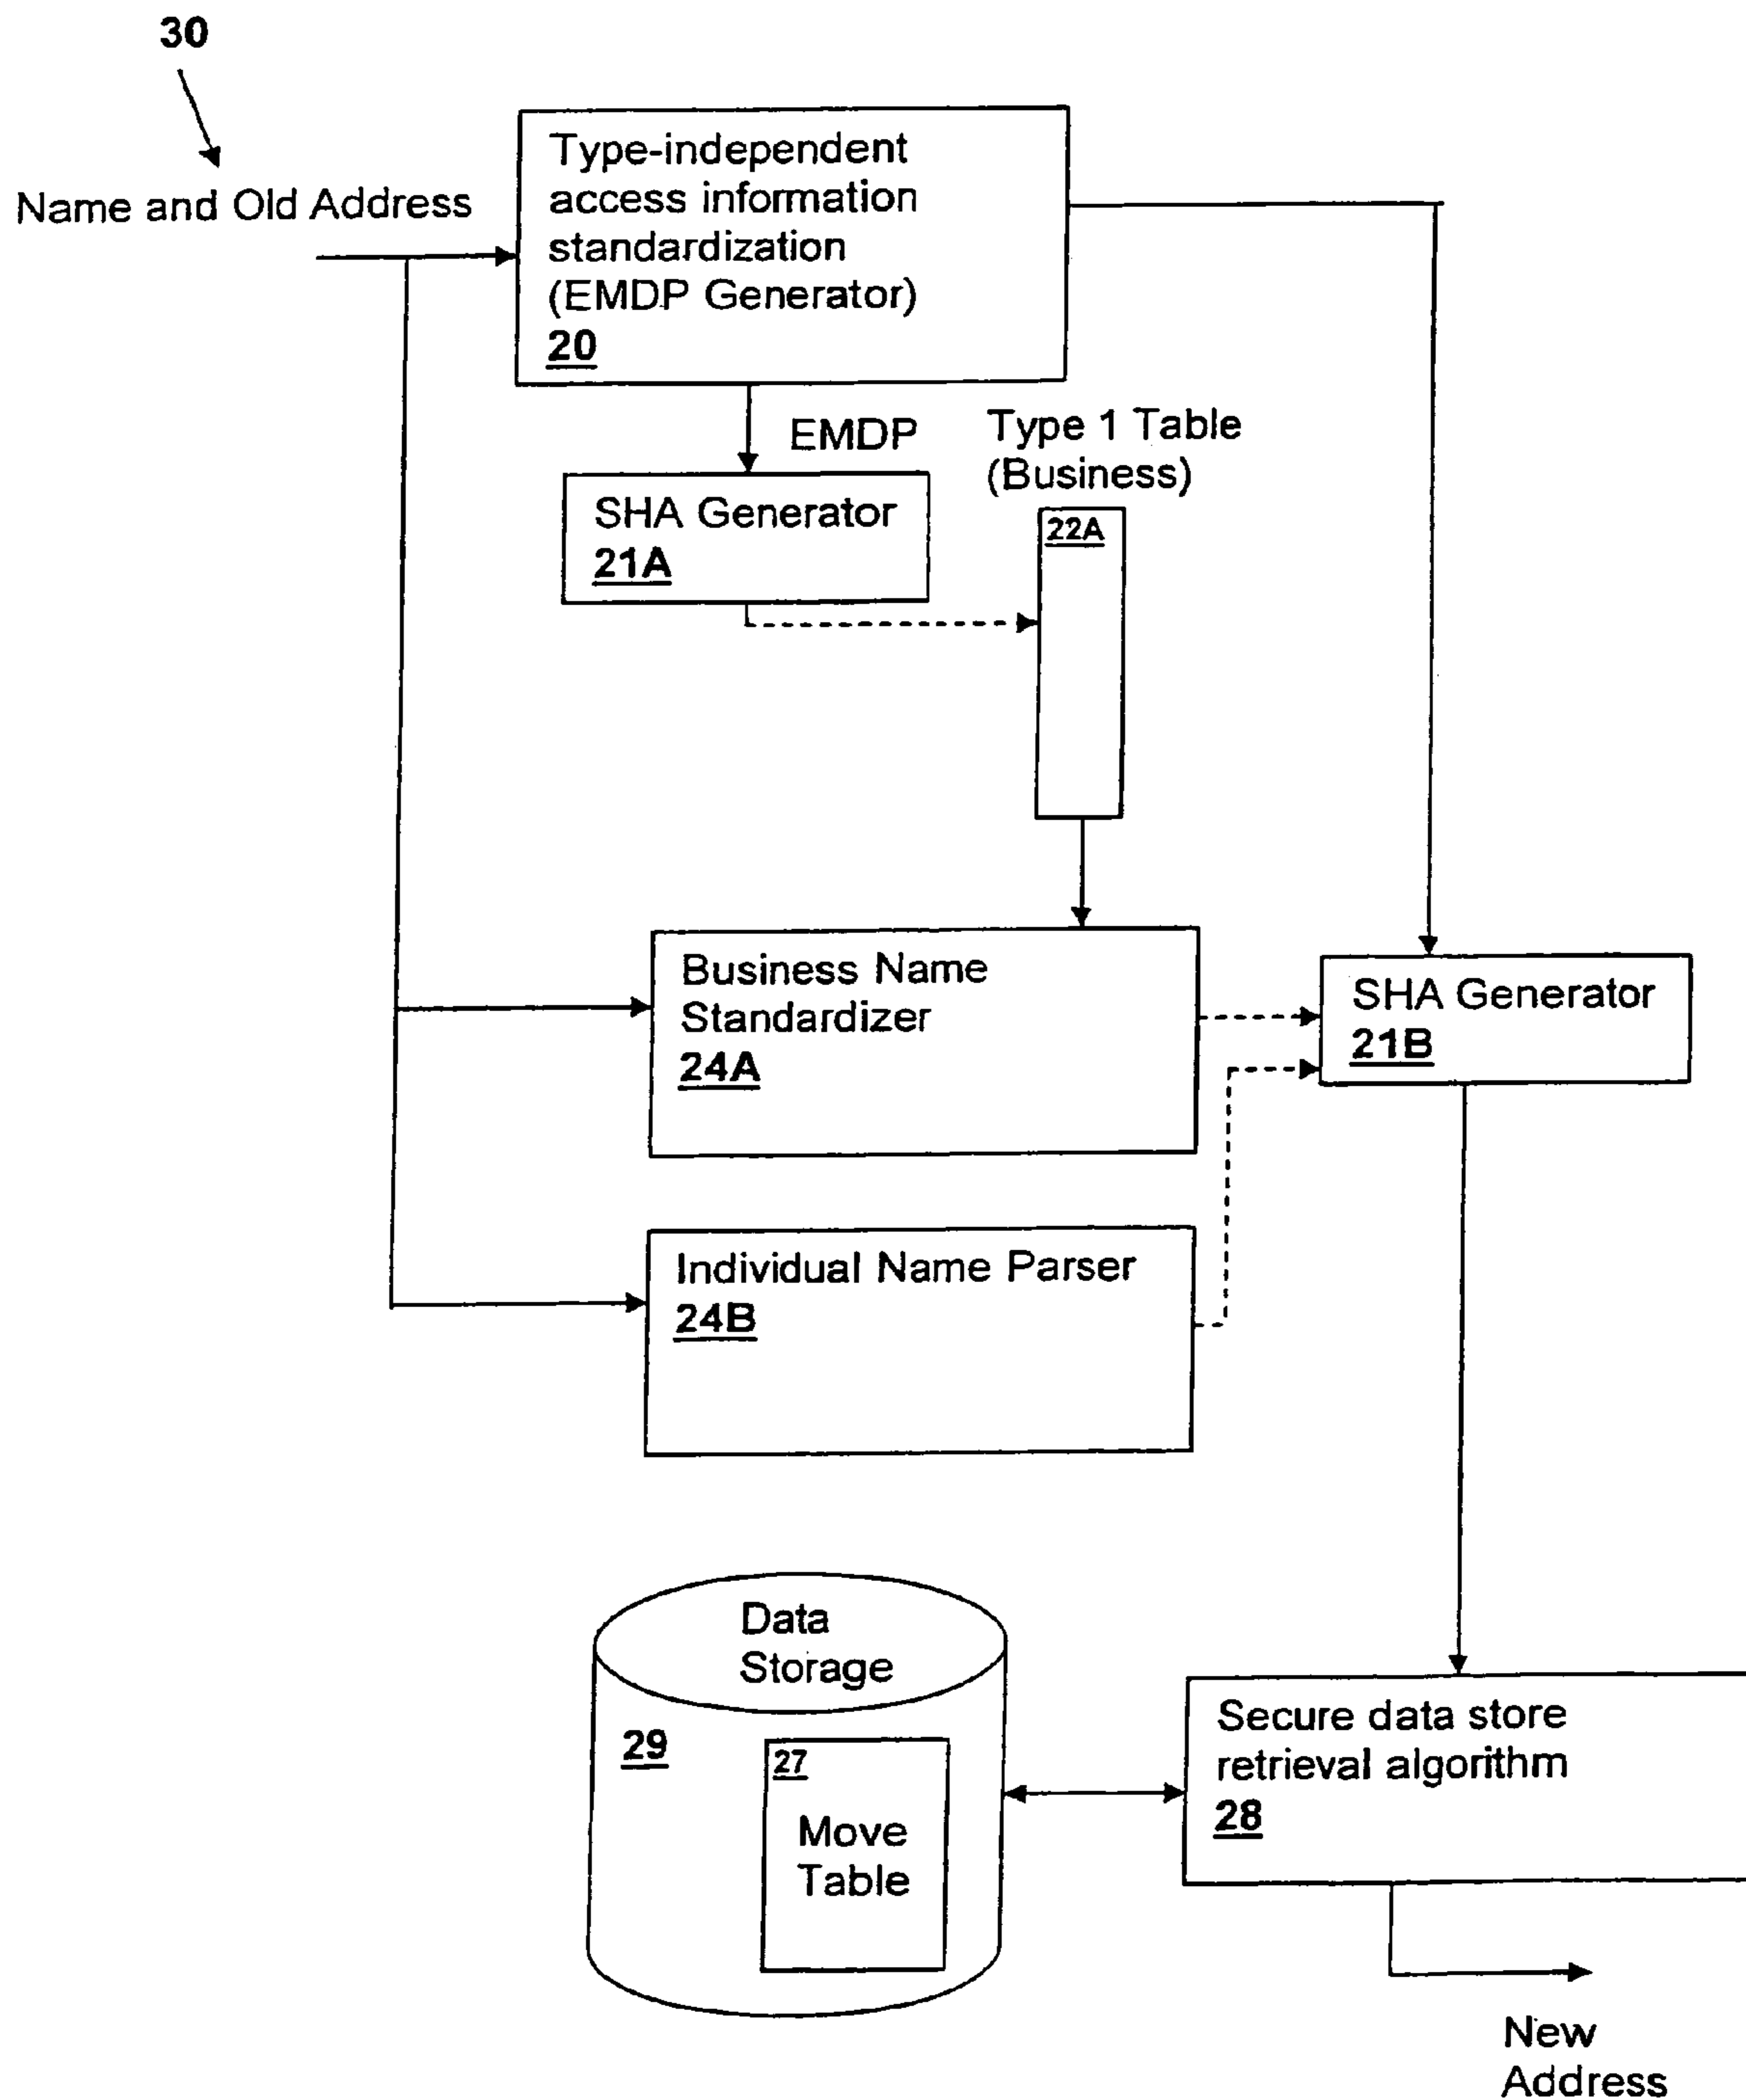 30
Name and Old Address
Type-independent
access information
standardization
(EMDP Generator)
20
EMDP
Type 1 Table
(Business)
SHA Generator
21A
22A
Business Name
Standardizer
24A
SHA Generator
21B
Individual Name Parser
24B
Data
Storage
29
27
Move
Table
Secure data store
retrieval algorithm
28
New
Address